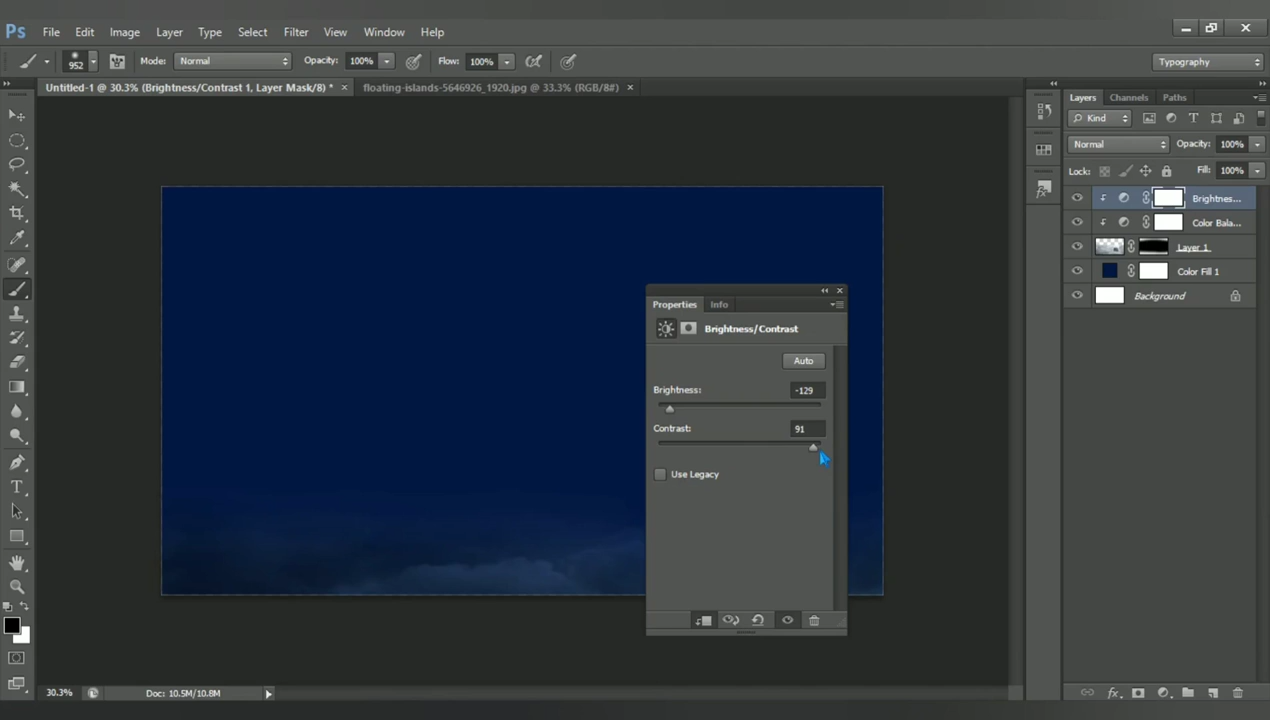 Ps File Edit Image Layer Type Select Filter View Window Help
952 Mode: Normal Opacity: 100% Flow: 100% Typography
Untitled-1 @ 30.3% (Brightness/Contrast 1, Layer Mask/8) * × floating-islands-5646926_1920.jpg @ 33.3% (RGB/8#) ×
Layers Channels Paths
Kind T
Normal Opacity: 100%
Lock: Fill: 100%
Brightnes...
Color Bala...
Layer 1
Color Fill 1
Background
Properties Info
Brightness/Contrast
Auto
Brightness: -129
Contrast: 91
Use Legacy
T
30.3% Doc: 10.5M/10.8M
fx